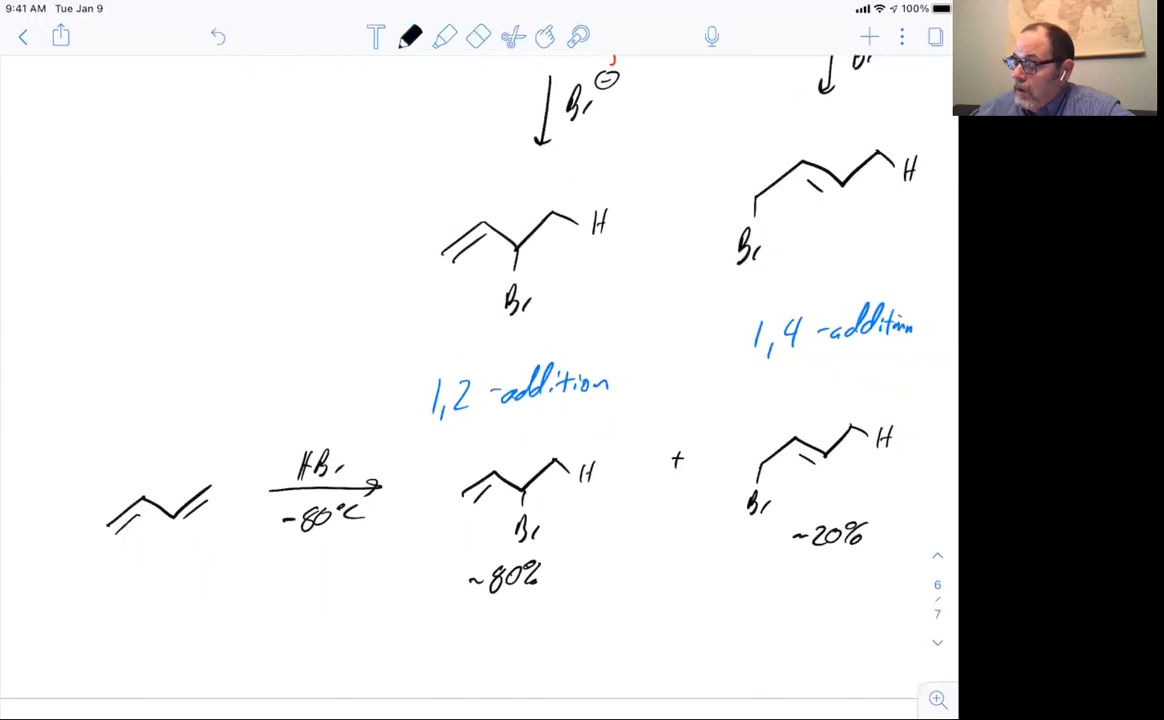 9:41 AM Tue Jan 9
100%
T
Br ⊖
Br
H
Br
H
Br
1,4 -addition
1,2 -addition
HBr
-80°C
H
Br
~80%
+
H
Br
~20%
6
/
7